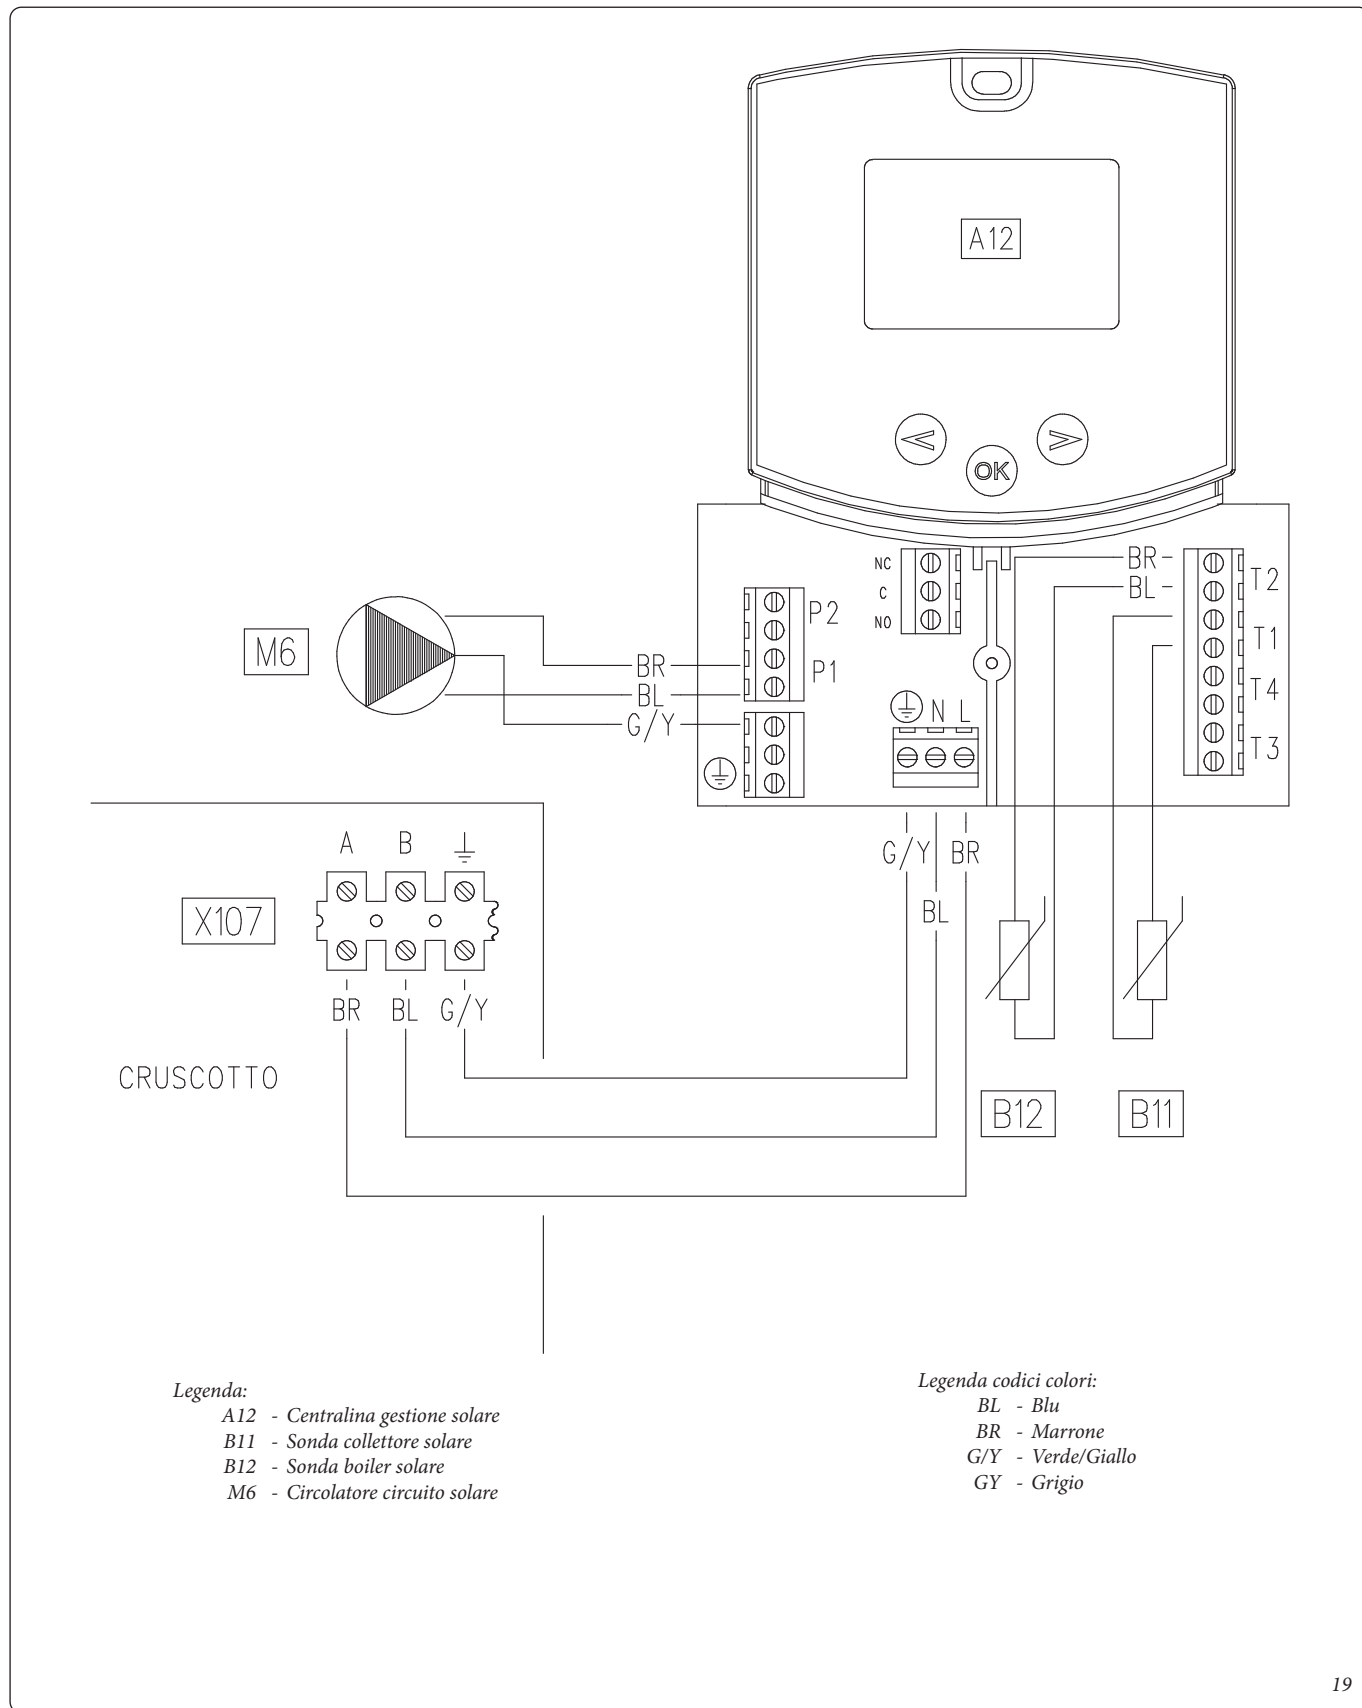 A12
< >
OK
NC
C
NO
BR
BL
T2
T1
T4
T3
P2
P1
M6
BR
BL
G/Y
N L
G/Y BR
BL
A B
X107
BR BL G/Y
CRUSCOTTO
B12 B11
Legenda:
A12 - Centralina gestione solare
B11 - Sonda collettore solare
B12 - Sonda boiler solare
M6 - Circolatore circuito solare
Legenda codici colori:
BL - Blu
BR - Marrone
G/Y - Verde/Giallo
GY - Grigio
19